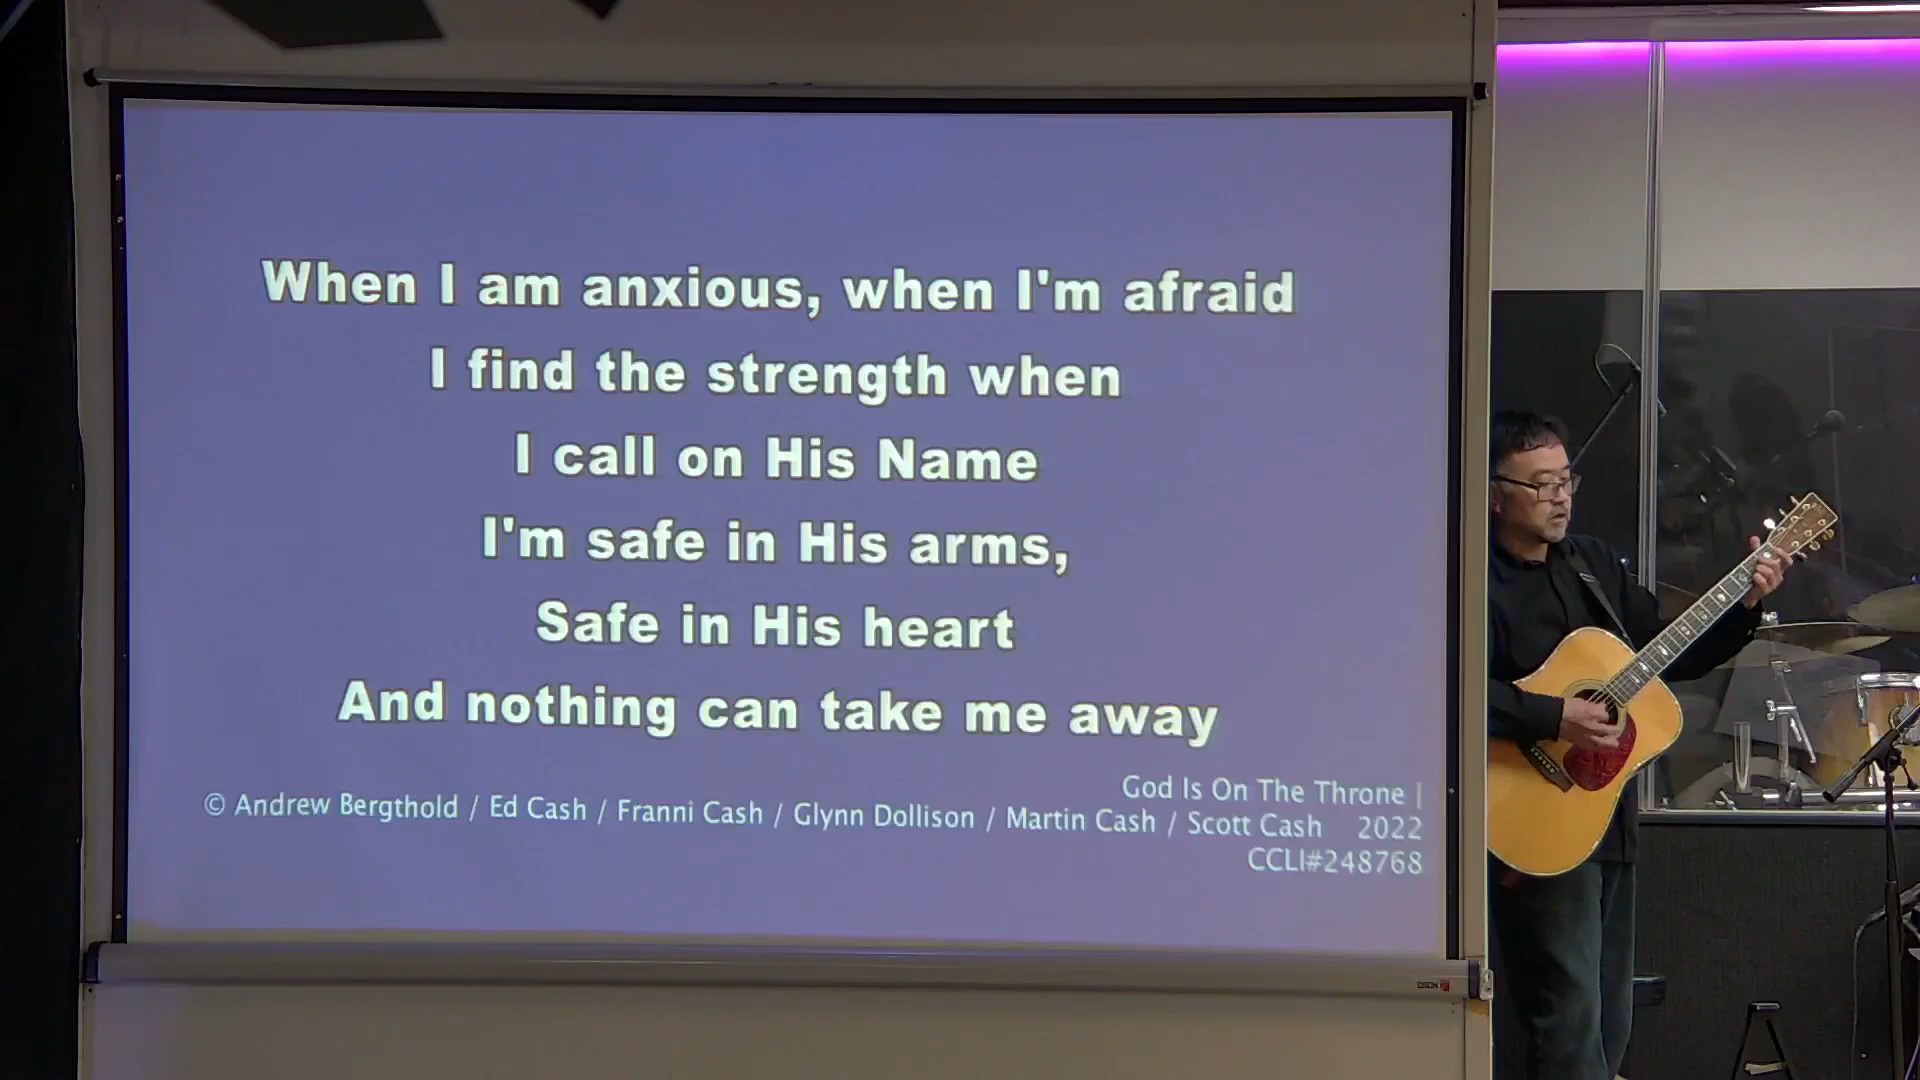 When I am anxious, when I'm afraid
I find the strength when
I call on His Name
I'm safe in His arms,
Safe in His heart
And nothing can take me away
God Is On The Throne |
© Andrew Bergthold / Ed Cash / Franni Cash / Glynn Dollison / Martin Cash / Scott Cash 2022
CCLI#248768